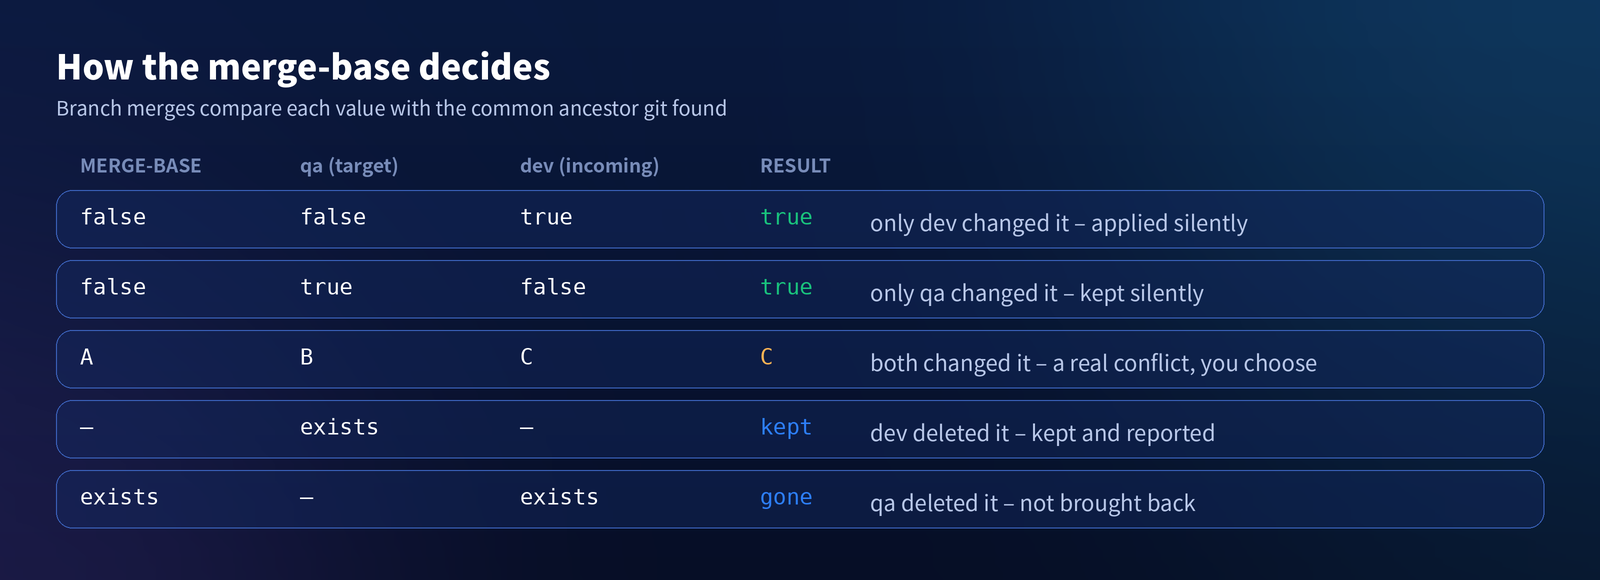 How the merge-base decides
Branch merges compare each value with the common ancestor git found
MERGE-BASE qa (target) dev (incoming) RESULT
false false true true only dev changed it – applied silently
false true false true only qa changed it – kept silently
A B C C both changed it – a real conflict, you choose
— exists — kept dev deleted it – kept and reported
exists — exists gone qa deleted it – not brought back